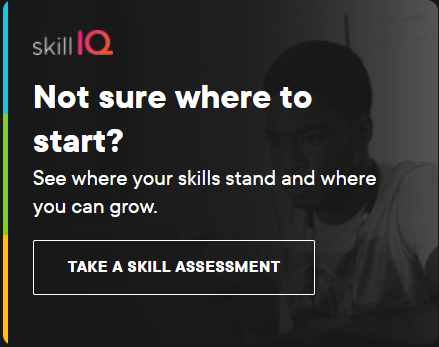 skill IQ
Not sure where to
start?
See where your skills stand and where
you can grow.
TAKE A SKILL ASSESSMENT